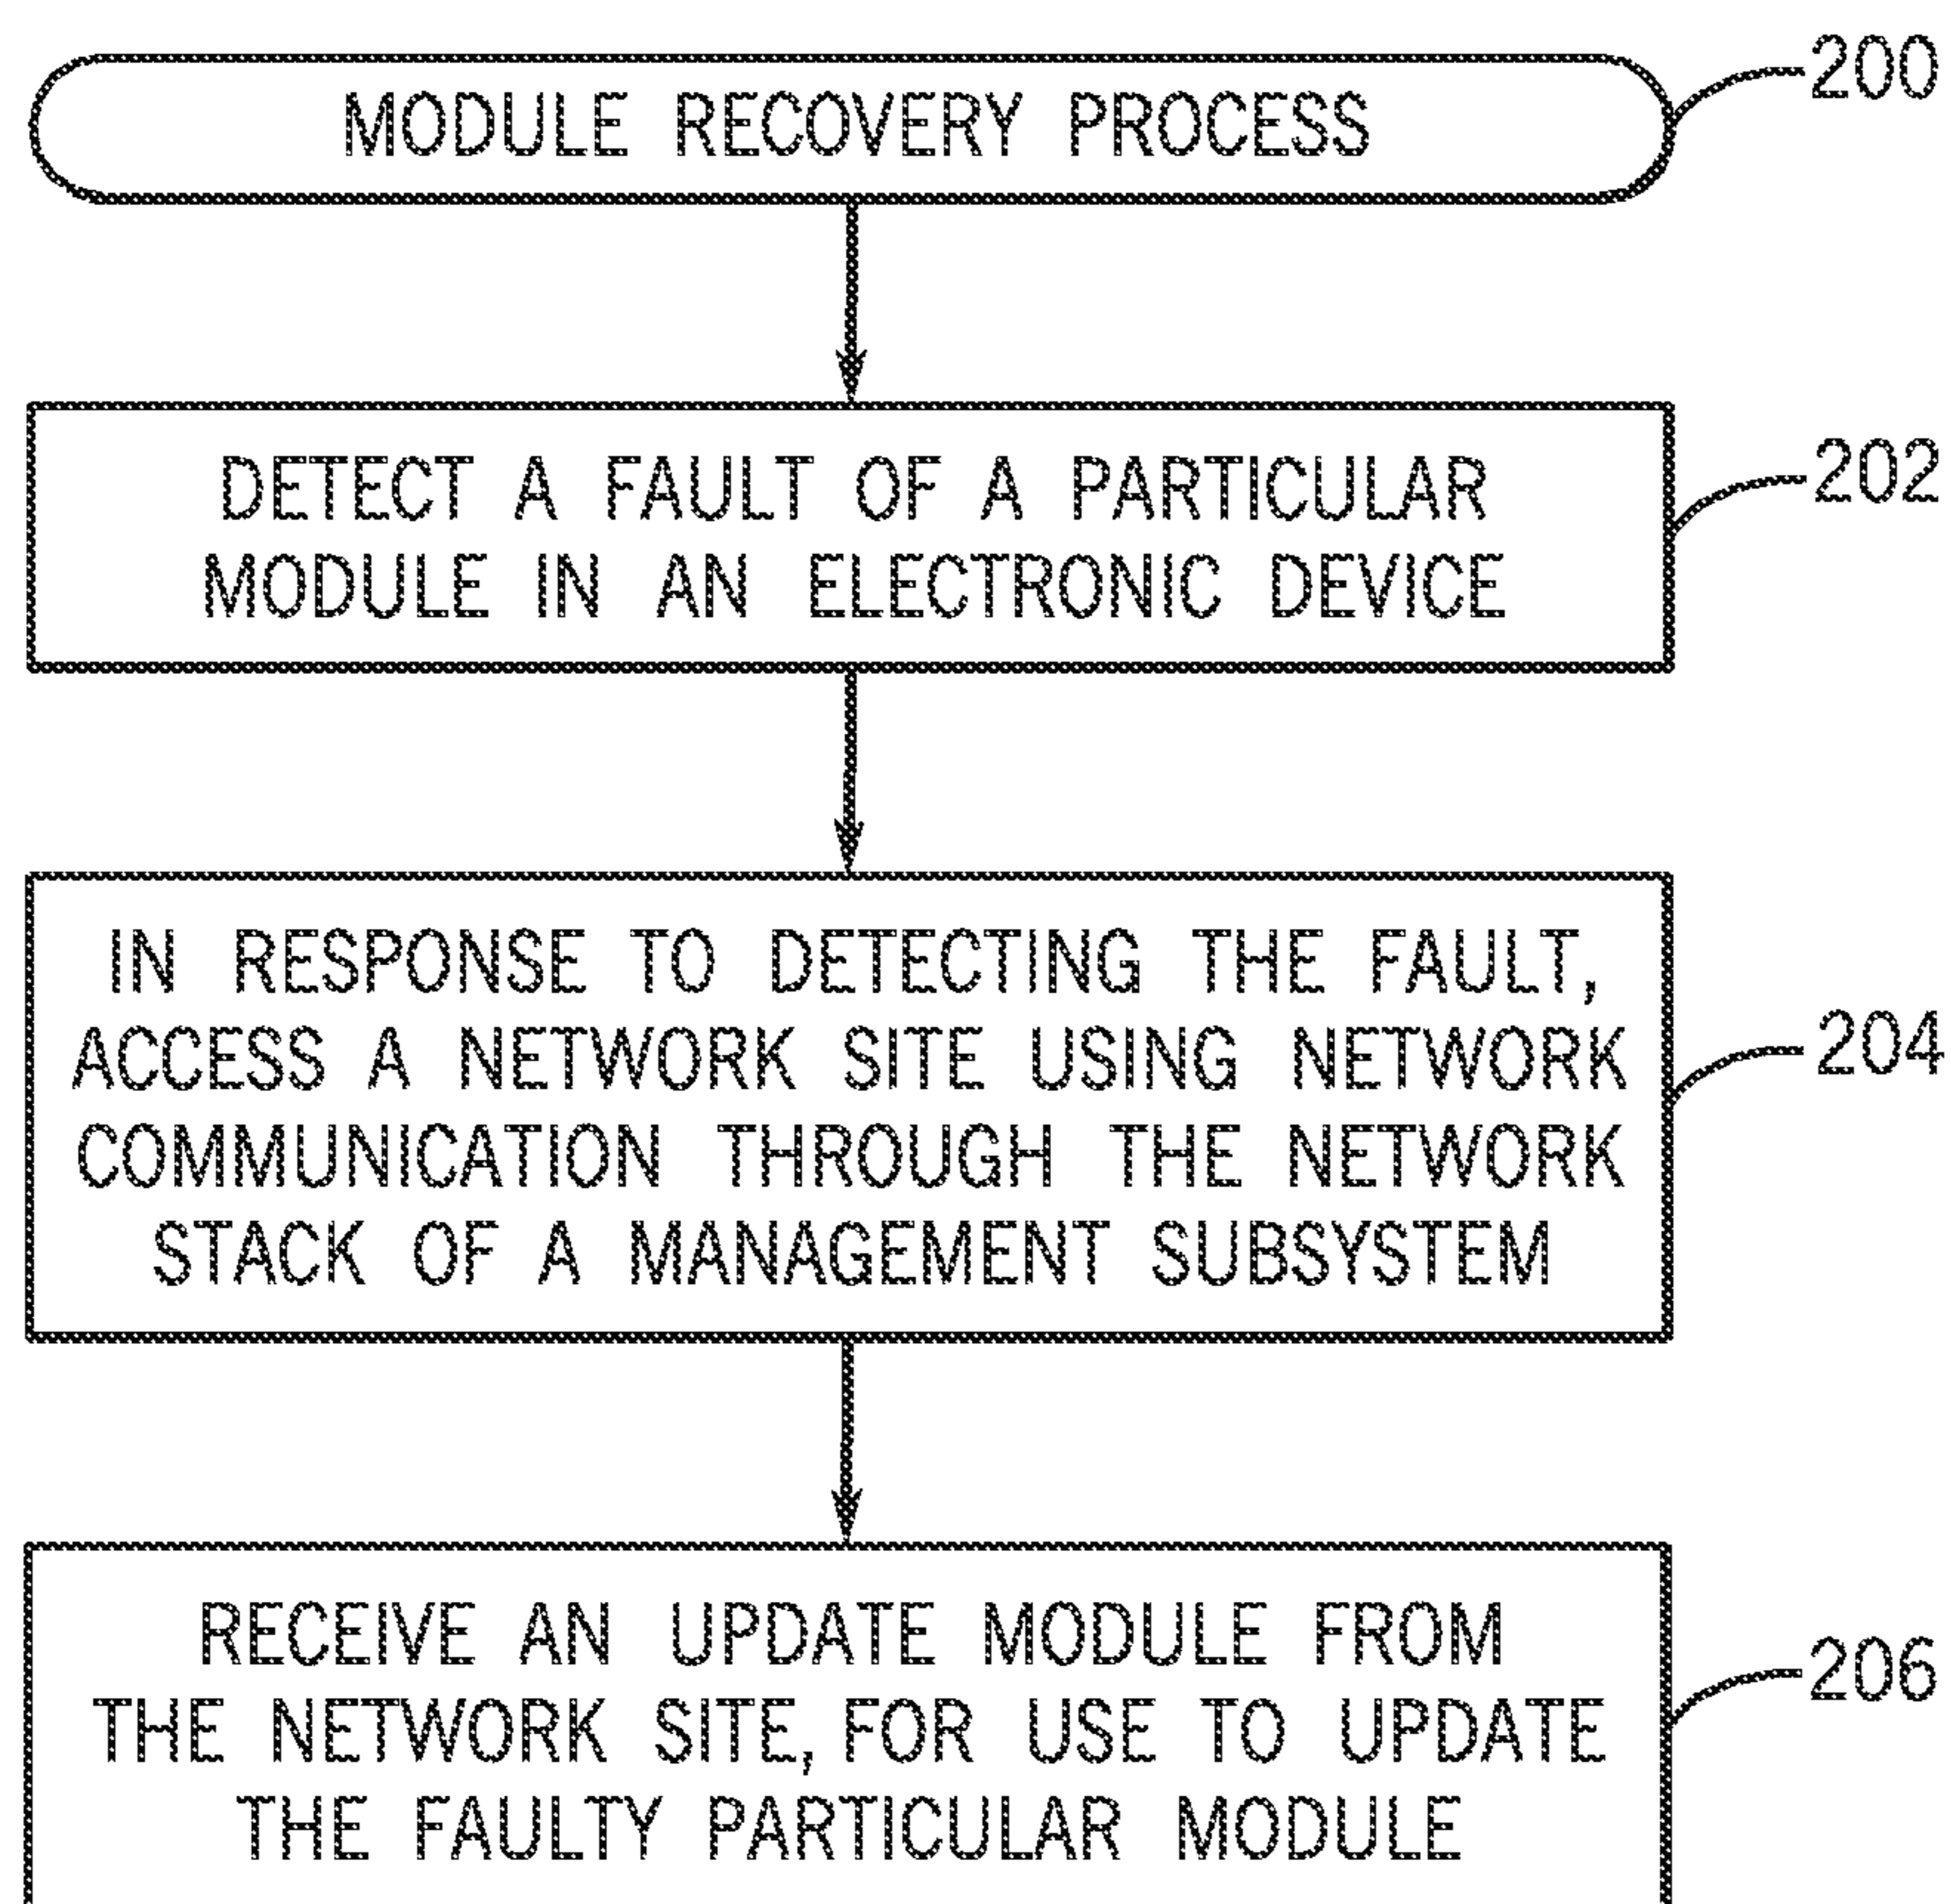 MODULE RECOVERY PROCESS
200
DETECT A FAULT OF A PARTICULAR
MODULE IN AN ELECTRONIC DEVICE
202
IN RESPONSE TO DETECTING THE FAULT,
ACCESS A NETWORK SITE USING NETWORK
COMMUNICATION THROUGH THE NETWORK
STACK OF A MANAGEMENT SUBSYSTEM
204
RECEIVE AN UPDATE MODULE FROM
THE NETWORK SITE, FOR USE TO UPDATE
THE FAULTY PARTICULAR MODULE
206